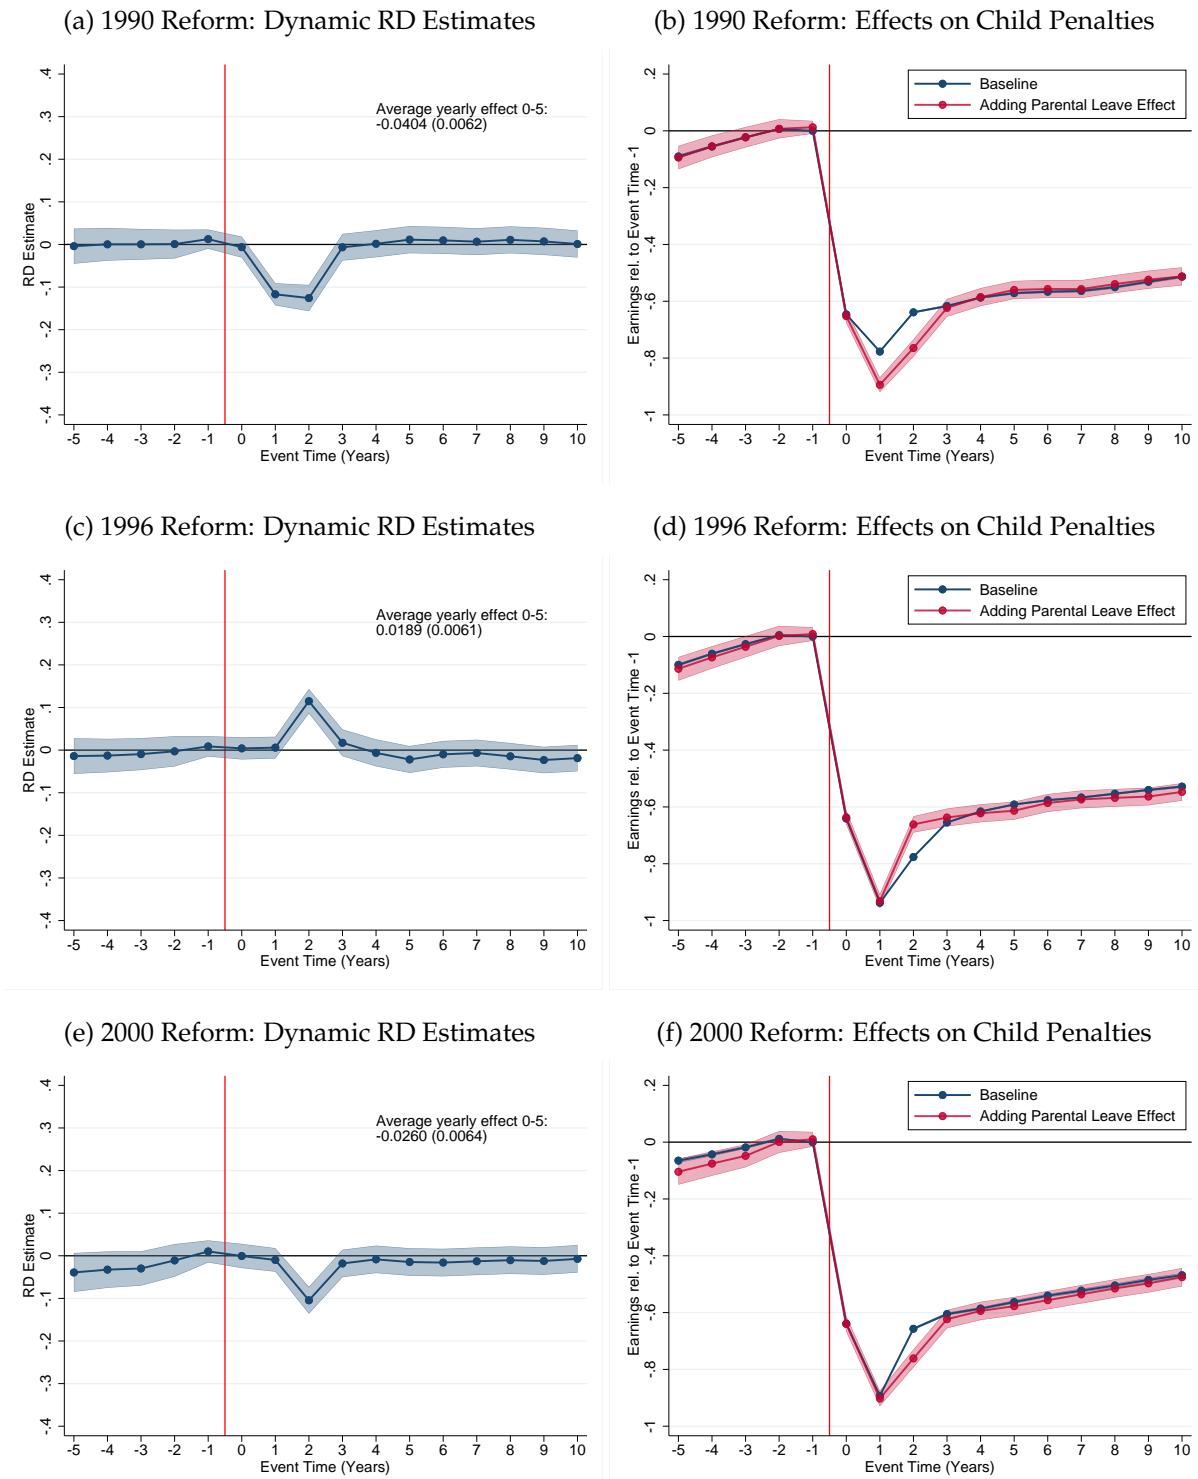 (a) 1990 Reform: Dynamic RD Estimates
.4
.3
.2
.1
0
-.1
-.2
-.3
-.4
RD Estimate
Average yearly effect 0-5:
-0.0404 (0.0062)
-5 -4 -3 -2 -1 0 1 2 3 4 5 6 7 8 9 10
Event Time (Years)
(b) 1990 Reform: Effects on Child Penalties
.2
0
-.2
-.4
-.6
-.8
-1
Earnings rel. to Event Time -1
Baseline
Adding Parental Leave Effect
-5 -4 -3 -2 -1 0 1 2 3 4 5 6 7 8 9 10
Event Time (Years)
(c) 1996 Reform: Dynamic RD Estimates
.4
.3
.2
.1
0
-.1
-.2
-.3
-.4
RD Estimate
Average yearly effect 0-5:
0.0189 (0.0061)
-5 -4 -3 -2 -1 0 1 2 3 4 5 6 7 8 9 10
Event Time (Years)
(d) 1996 Reform: Effects on Child Penalties
.2
0
-.2
-.4
-.6
-.8
-1
Earnings rel. to Event Time -1
Baseline
Adding Parental Leave Effect
-5 -4 -3 -2 -1 0 1 2 3 4 5 6 7 8 9 10
Event Time (Years)
(e) 2000 Reform: Dynamic RD Estimates
.4
.3
.2
.1
0
-.1
-.2
-.3
-.4
RD Estimate
Average yearly effect 0-5:
-0.0260 (0.0064)
-5 -4 -3 -2 -1 0 1 2 3 4 5 6 7 8 9 10
Event Time (Years)
(f) 2000 Reform: Effects on Child Penalties
.2
0
-.2
-.4
-.6
-.8
-1
Earnings rel. to Event Time -1
Baseline
Adding Parental Leave Effect
-5 -4 -3 -2 -1 0 1 2 3 4 5 6 7 8 9 10
Event Time (Years)